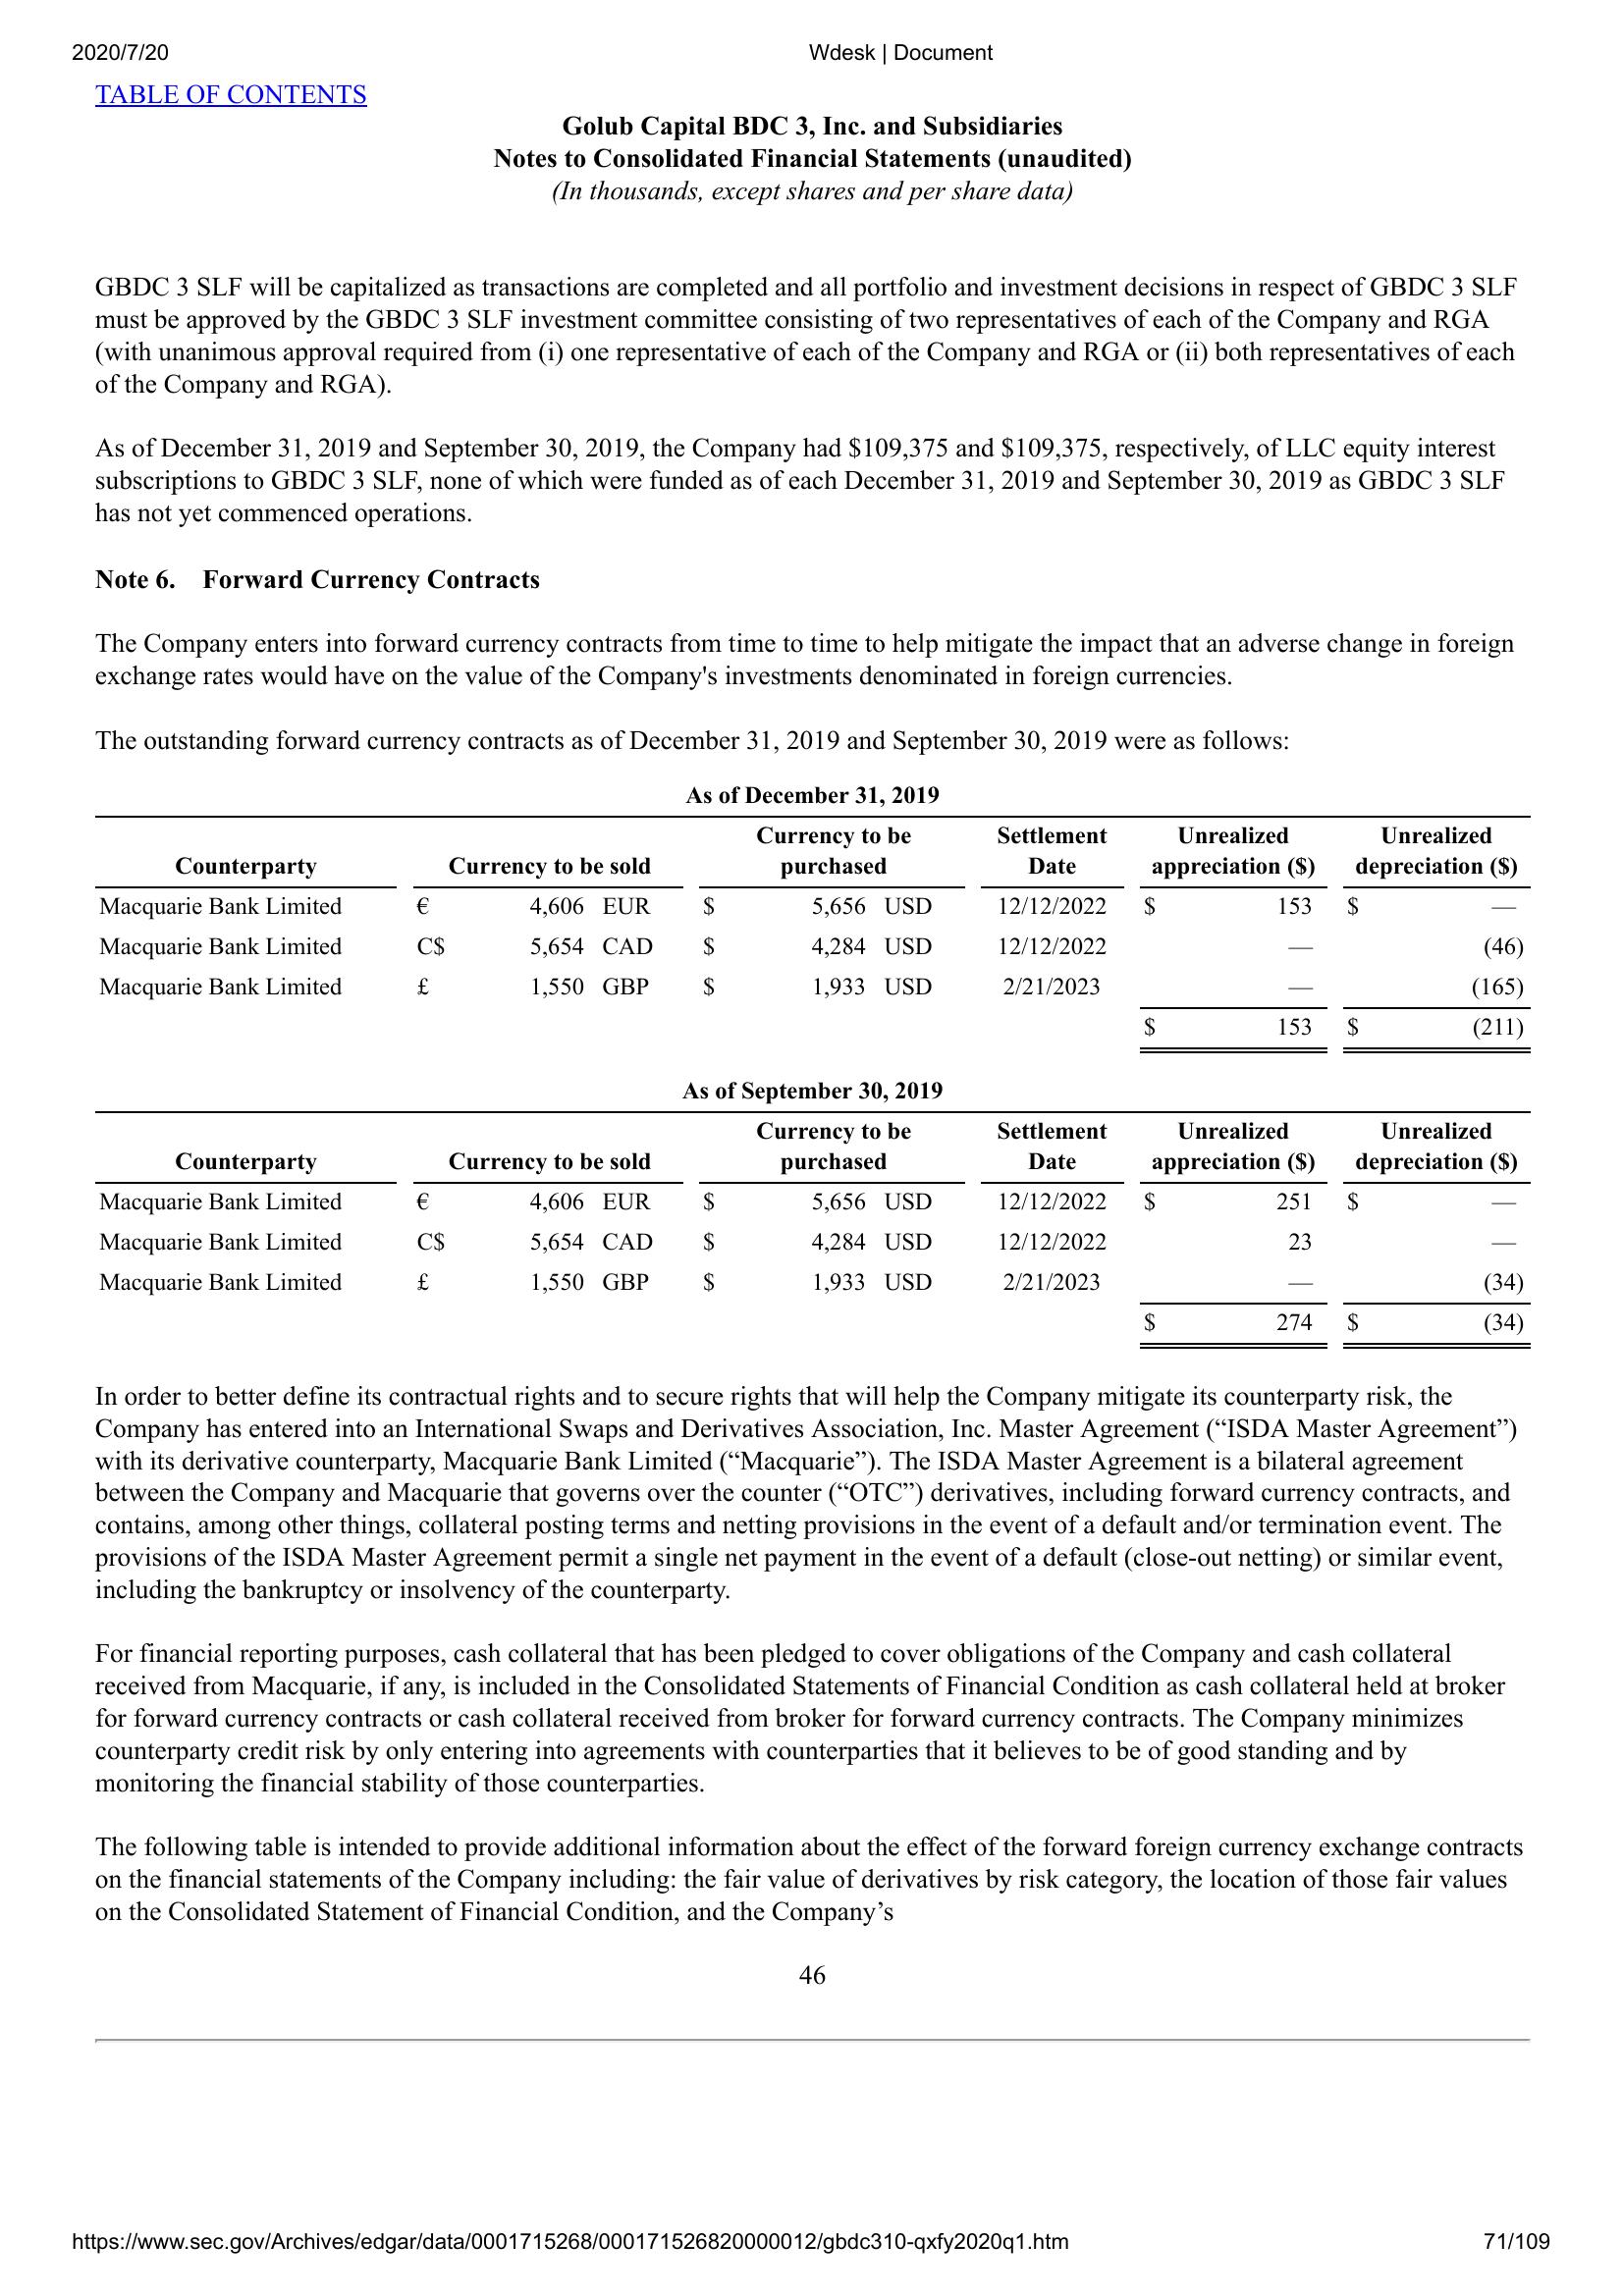 2020/7/20 Wdesk | Document
TABLE OF CONTENTS
Golub Capital BDC 3, Inc. and Subsidiaries
Notes to Consolidated Financial Statements (unaudited)
(In thousands, except shares and per share data)
GBDC 3 SLF will be capitalized as transactions are completed and all portfolio and investment decisions in respect of GBDC 3 SLF
must be approved by the GBDC 3 SLF investment committee consisting of two representatives of each of the Company and RGA
(with unanimous approval required from (i) one representative of each of the Company and RGA or (ii) both representatives of each
of the Company and RGA).
As of December 31, 2019 and September 30, 2019, the Company had $109,375 and $109,375, respectively, of LLC equity interest
subscriptions to GBDC 3 SLF, none of which were funded as of each December 31, 2019 and September 30, 2019 as GBDC 3 SLF
has not yet commenced operations.
Note 6. Forward Currency Contracts
The Company enters into forward currency contracts from time to time to help mitigate the impact that an adverse change in foreign
exchange rates would have on the value of the Company's investments denominated in foreign currencies.
The outstanding forward currency contracts as of December 31, 2019 and September 30, 2019 were as follows:
As of December 31, 2019
Currency to be Settlement Unrealized Unrealized
Counterparty Currency to be sold purchased Date appreciation ($) depreciation ($)
Macquarie Bank Limited € 4,606 EUR $ 5,656 USD 12/12/2022 $ 153 $ —
Macquarie Bank Limited C$ 5,654 CAD $ 4,284 USD 12/12/2022 — (46)
Macquarie Bank Limited £ 1,550 GBP $ 1,933 USD 2/21/2023 — (165)
$ 153 $ (211)
As of September 30, 2019
Currency to be Settlement Unrealized Unrealized
Counterparty Currency to be sold purchased Date appreciation ($) depreciation ($)
Macquarie Bank Limited € 4,606 EUR $ 5,656 USD 12/12/2022 $ 251 $ —
Macquarie Bank Limited C$ 5,654 CAD $ 4,284 USD 12/12/2022 23 —
Macquarie Bank Limited £ 1,550 GBP $ 1,933 USD 2/21/2023 — (34)
$ 274 $ (34)
In order to better define its contractual rights and to secure rights that will help the Company mitigate its counterparty risk, the
Company has entered into an International Swaps and Derivatives Association, Inc. Master Agreement (“ISDA Master Agreement”)
with its derivative counterparty, Macquarie Bank Limited (“Macquarie”). The ISDA Master Agreement is a bilateral agreement
between the Company and Macquarie that governs over the counter (“OTC”) derivatives, including forward currency contracts, and
contains, among other things, collateral posting terms and netting provisions in the event of a default and/or termination event. The
provisions of the ISDA Master Agreement permit a single net payment in the event of a default (close-out netting) or similar event,
including the bankruptcy or insolvency of the counterparty.
For financial reporting purposes, cash collateral that has been pledged to cover obligations of the Company and cash collateral
received from Macquarie, if any, is included in the Consolidated Statements of Financial Condition as cash collateral held at broker
for forward currency contracts or cash collateral received from broker for forward currency contracts. The Company minimizes
counterparty credit risk by only entering into agreements with counterparties that it believes to be of good standing and by
monitoring the financial stability of those counterparties.
The following table is intended to provide additional information about the effect of the forward foreign currency exchange contracts
on the financial statements of the Company including: the fair value of derivatives by risk category, the location of those fair values
on the Consolidated Statement of Financial Condition, and the Company’s
46
https://www.sec.gov/Archives/edgar/data/0001715268/000171526820000012/gbdc310-qxfy2020q1.htm 71/109